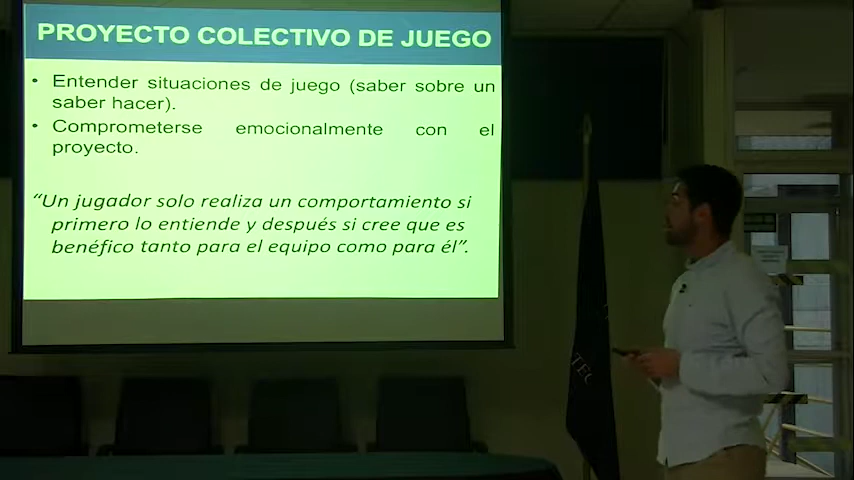 PROYECTO COLECTIVO DE JUEGO
• Entender situaciones de juego (saber sobre un
saber hacer).
• Comprometerse emocionalmente con el
proyecto.
“Un jugador solo realiza un comportamiento si
primero lo entiende y después si cree que es
benéfico tanto para el equipo como para él”.
TEC